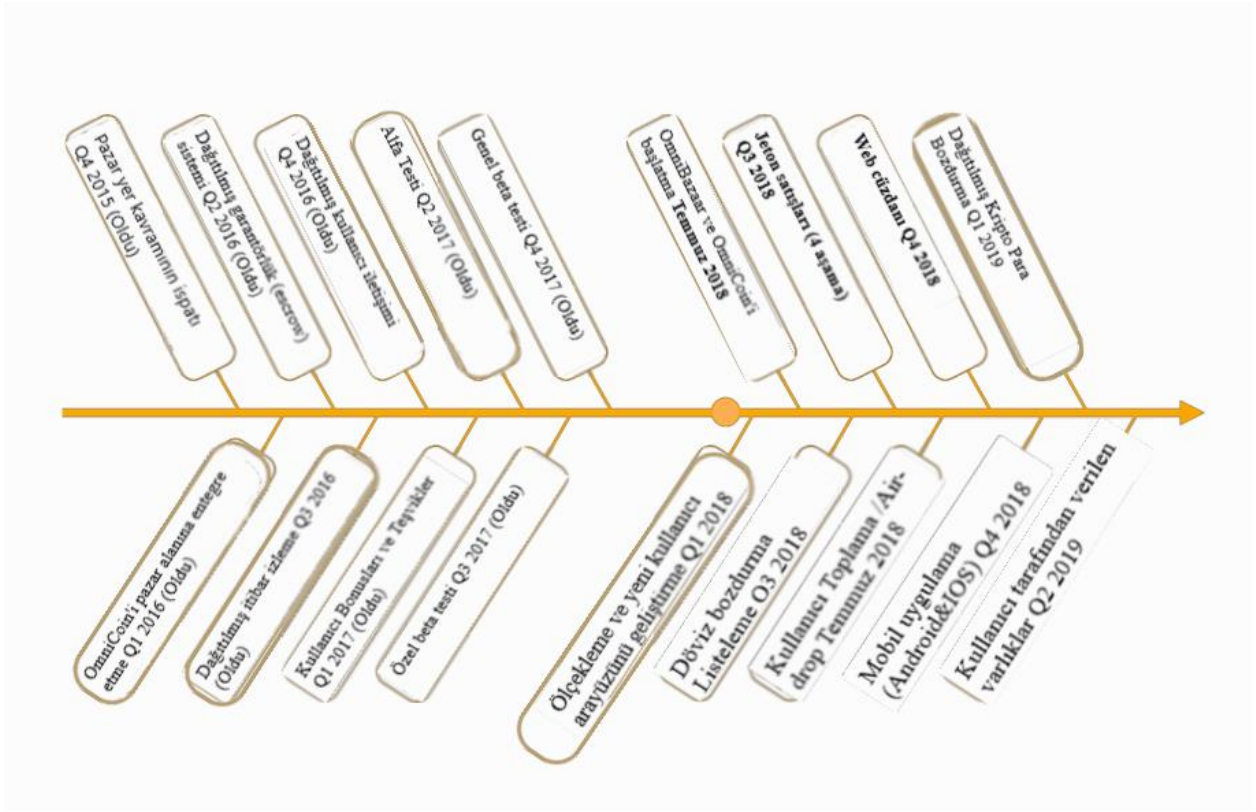 Pazar yer kavramının ispatı
Q4 2015 (Oldu)
Dağıtılmış garantörlük (escrow)
sistemi Q2 2016 (Oldu)
Dağıtılmış kullanıcı iletişimi
Q4 2016 (Oldu)
Alfa Testi Q2 2017 (Oldu)
Genel beta testi Q4 2017 (Oldu)
OmniBazaar ve OmniCoin'i
başlatma Temmuz 2018
Jeton satışları (4 aşama)
Q3 2018
Web cüzdanı Q4 2018
Dağıtılmış Kripto Para
Bozdurma Q1 2019
OmniCoin'i pazar alanına entegre
etme Q1 2016 (Oldu)
Dağıtılmış itibar izleme Q3 2016
(Oldu)
Kullanıcı Bonusları ve Teşvikler
Q1 2017 (Oldu)
Özel beta testi Q3 2017 (Oldu)
Ölçekleme ve yeni kullanıcı
arayüzünü geliştirme Q1 2018
Döviz bozdurma
Listeleme Q3 2018
Kullanıcı Toplama /Air-
drop Temmuz 2018
Mobil uygulama
(Android&IOS) Q4 2018
Kullanıcı tarafından verilen
varlıklar Q2 2019